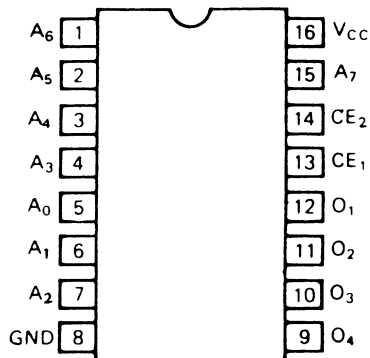 A₆ 1 16 V_CC
A₅ 2 15 A₇
A₄ 3 14 CE₂
A₃ 4 13 CE₁
A₀ 5 12 O₁
A₁ 6 11 O₂
A₂ 7 10 O₃
GND 8 9 O₄